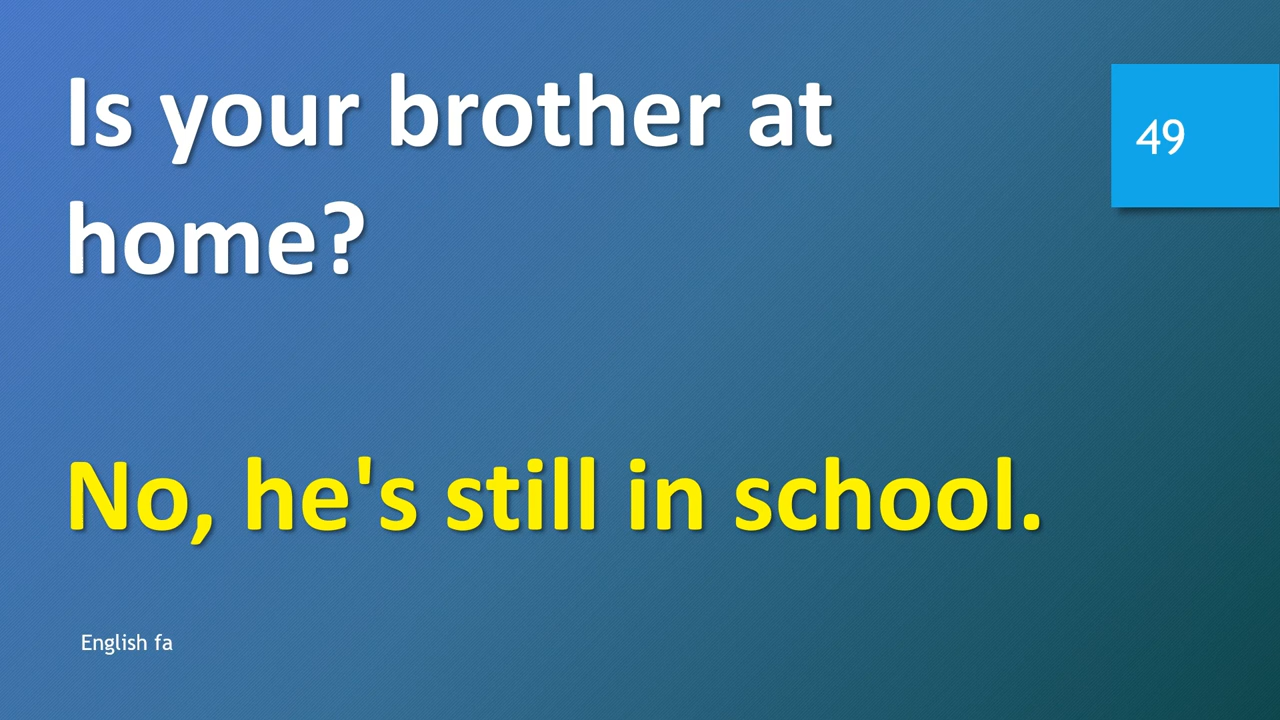 Is your brother at
home?
49
No, he's still in school.
English fa